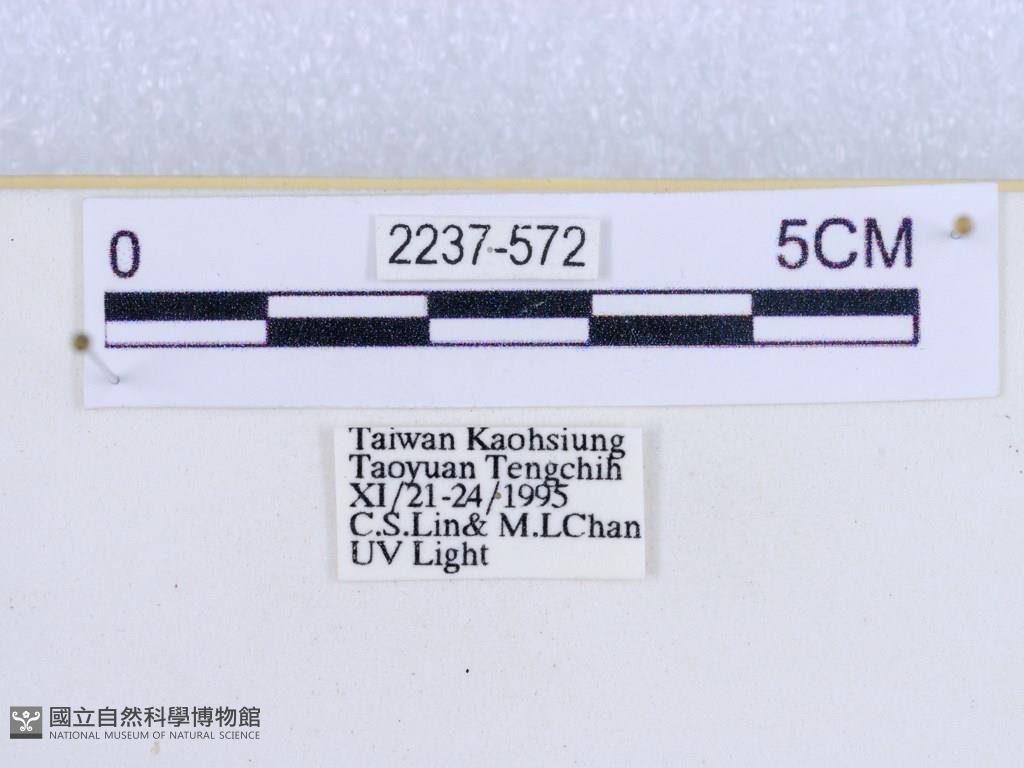 0
2237-572
5CM
Taiwan Kaohsiung
Taoyuan Tengchih
XI/21-24/1995
C.S.Lin& M.LChan
UV Light
國立自然科學博物館
NATIONAL MUSEUM OF NATURAL SCIENCE